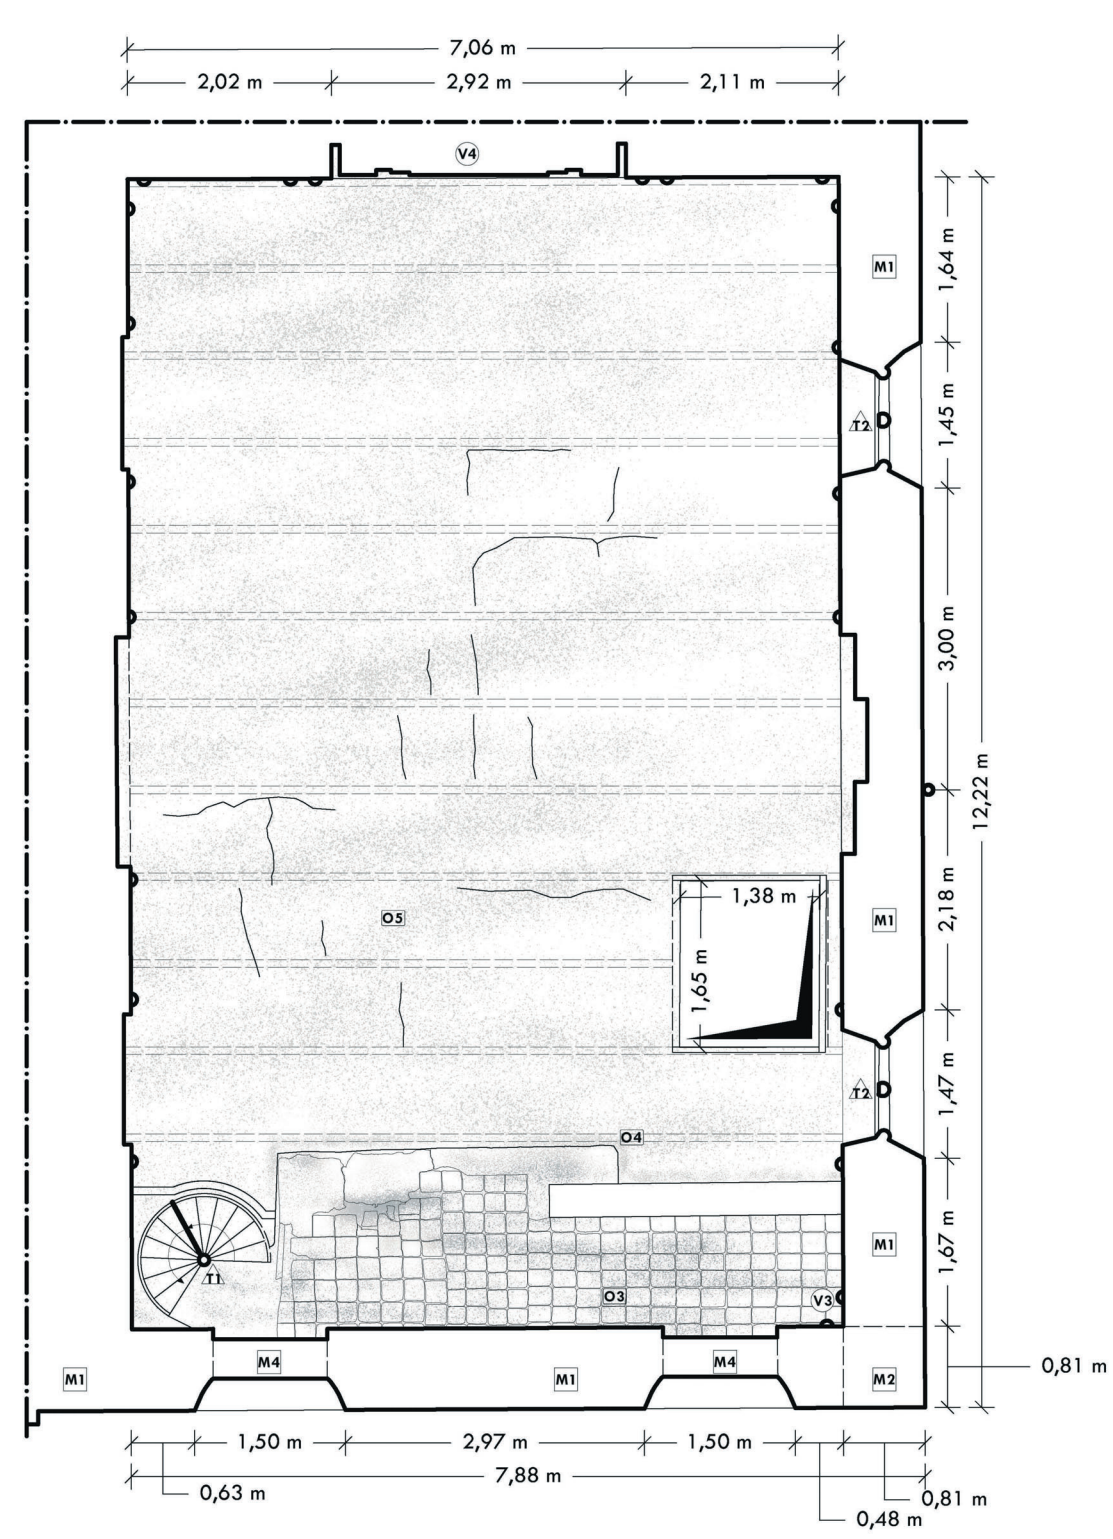 7,06 m
2,02 m
2,92 m
2,11 m
V4
M1
1,64 m
1,45 m
T2
3,00 m
12,22 m
O5
1,38 m
1,65 m
M1
2,18 m
T2
1,47 m
O4
T1
O3
V3
M1
1,67 m
M1
M4
M1
M4
M2
0,81 m
1,50 m
2,97 m
1,50 m
7,88 m
0,63 m
0,81 m
0,48 m